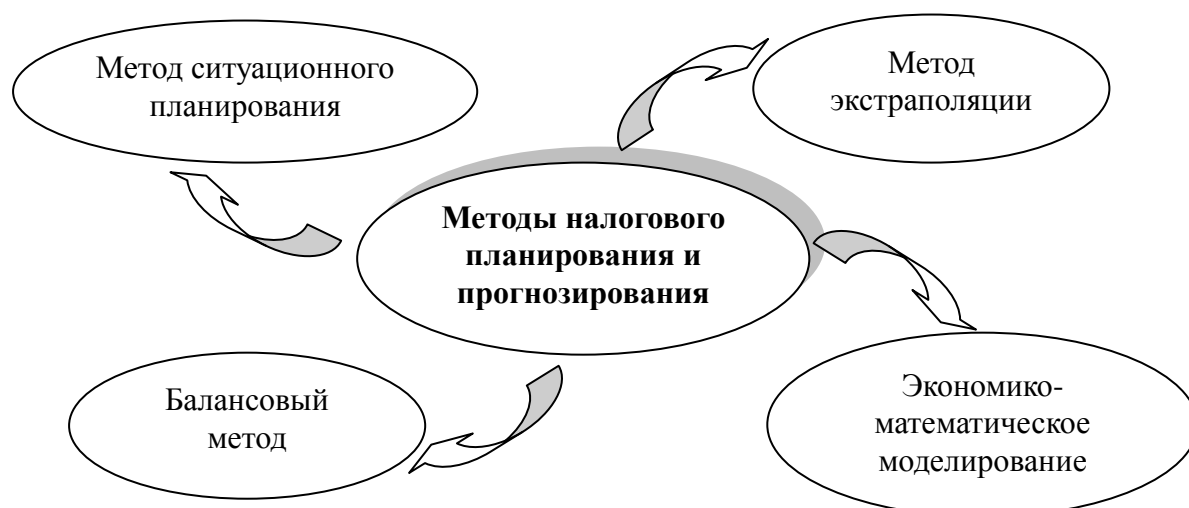 Метод ситуационного
планирования
Метод
экстраполяции
Методы налогового
планирования и
прогнозирования
Балансовый
метод
Экономико-
математическое
моделирование